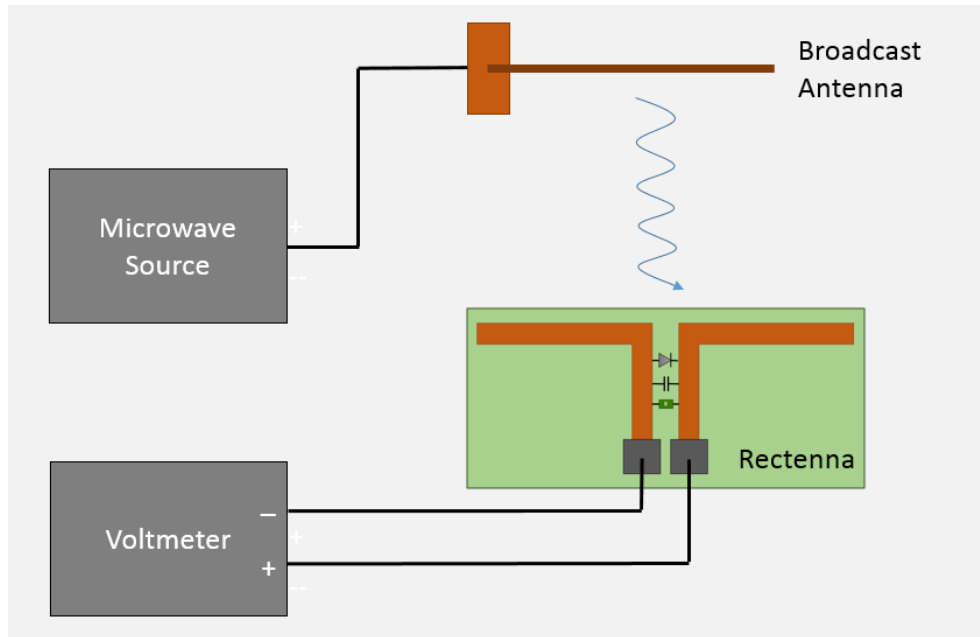 Broadcast
Antenna
Microwave
Source
+
--
Rectenna
Voltmeter
–
+
+
--